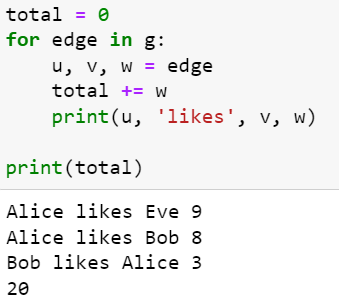 total = 0
for edge in g:
    u, v, w = edge
    total += w
    print(u, 'likes', v, w)

print(total)
Alice likes Eve 9
Alice likes Bob 8
Bob likes Alice 3
20